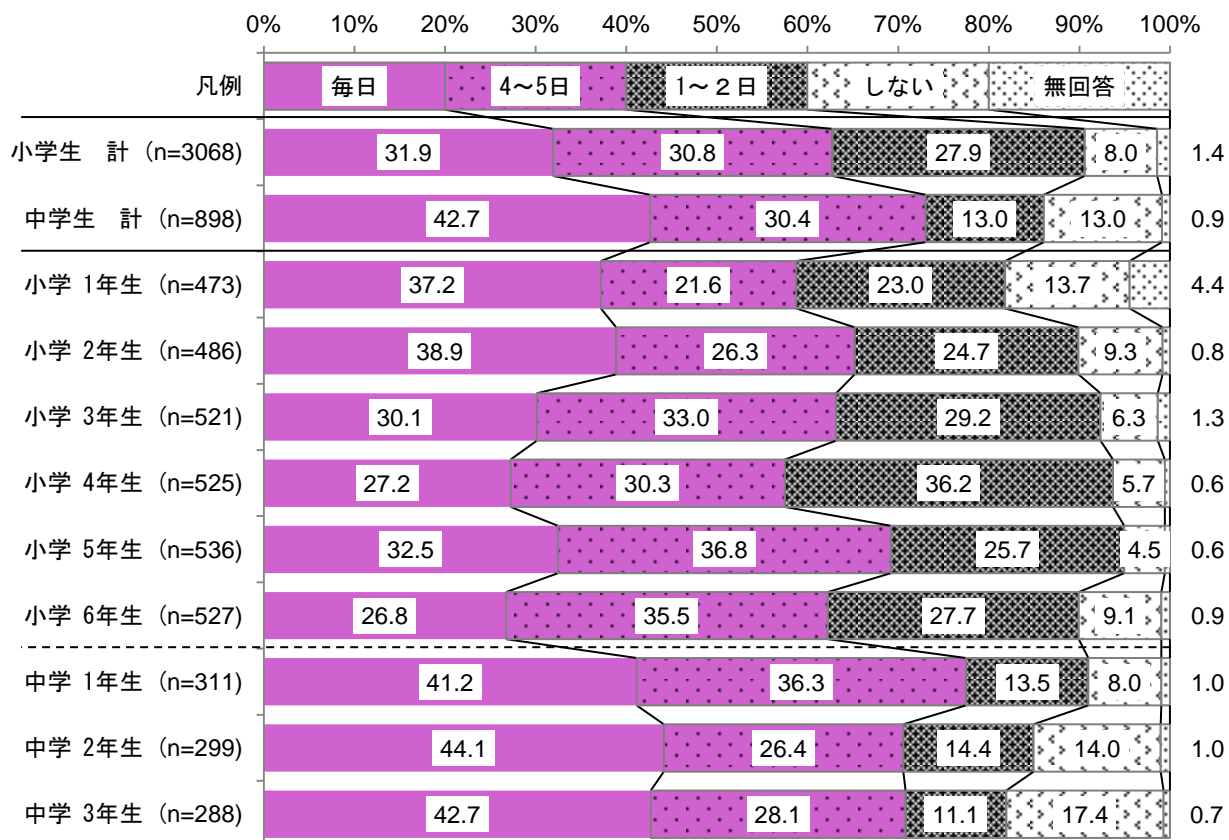 0% 10% 20% 30% 40% 50% 60% 70% 80% 90% 100%
凡例 毎日 4～5日 1～２日 しない 無回答
小学生　計 (n=3068) 31.9 30.8 27.9 8.0 1.4
中学生　計 (n=898) 42.7 30.4 13.0 13.0 0.9
小学 1年生 (n=473) 37.2 21.6 23.0 13.7 4.4
小学 2年生 (n=486) 38.9 26.3 24.7 9.3 0.8
小学 3年生 (n=521) 30.1 33.0 29.2 6.3 1.3
小学 4年生 (n=525) 27.2 30.3 36.2 5.7 0.6
小学 5年生 (n=536) 32.5 36.8 25.7 4.5 0.6
小学 6年生 (n=527) 26.8 35.5 27.7 9.1 0.9
中学 1年生 (n=311) 41.2 36.3 13.5 8.0 1.0
中学 2年生 (n=299) 44.1 26.4 14.4 14.0 1.0
中学 3年生 (n=288) 42.7 28.1 11.1 17.4 0.7